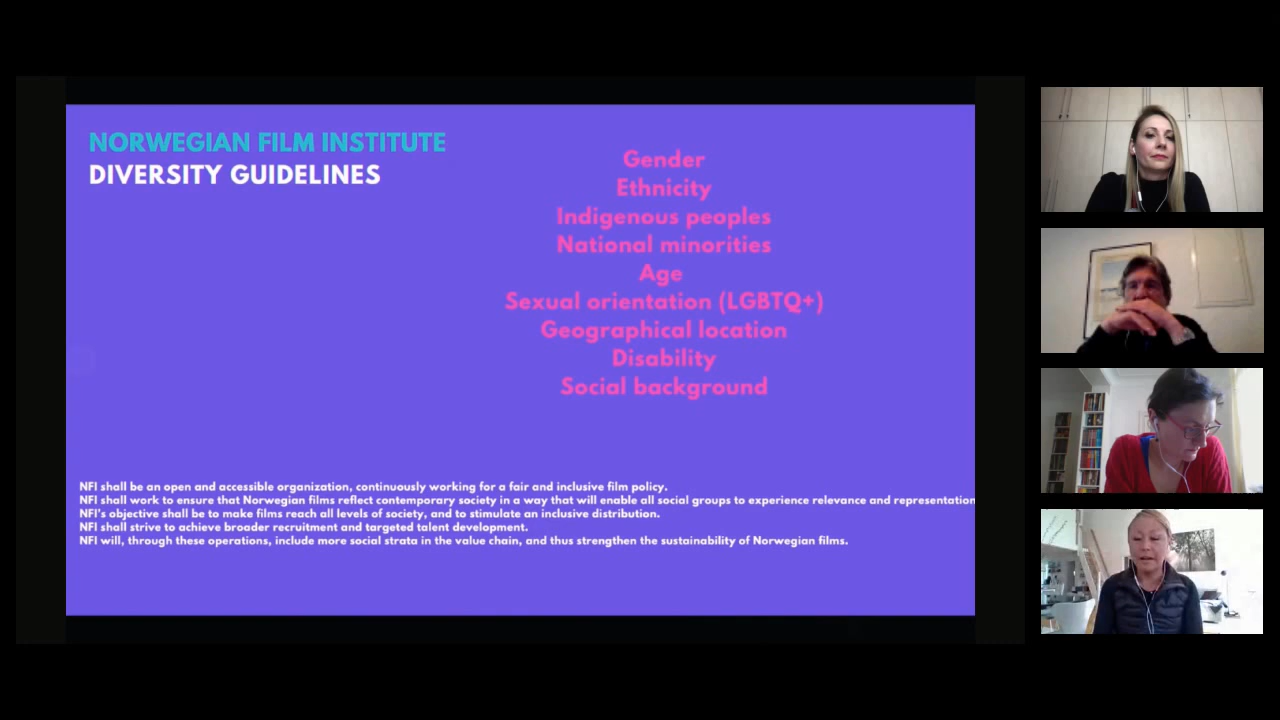 NORWEGIAN FILM INSTITUTE
DIVERSITY GUIDELINES
Gender
Ethnicity
Indigenous peoples
National minorities
Age
Sexual orientation (LGBTQ+)
Geographical location
Disability
Social background
NFI shall be an open and accessible organization, continuously working for a fair and inclusive film policy.
NFI shall work to ensure that Norwegian films reflect contemporary society in a way that will enable all social groups to experience relevance and representation
NFI's objective shall be to make films reach all levels of society, and to stimulate an inclusive distribution.
NFI shall strive to achieve broader recruitment and targeted talent development.
NFI will, through these operations, include more social strata in the value chain, and thus strengthen the sustainability of Norwegian films.